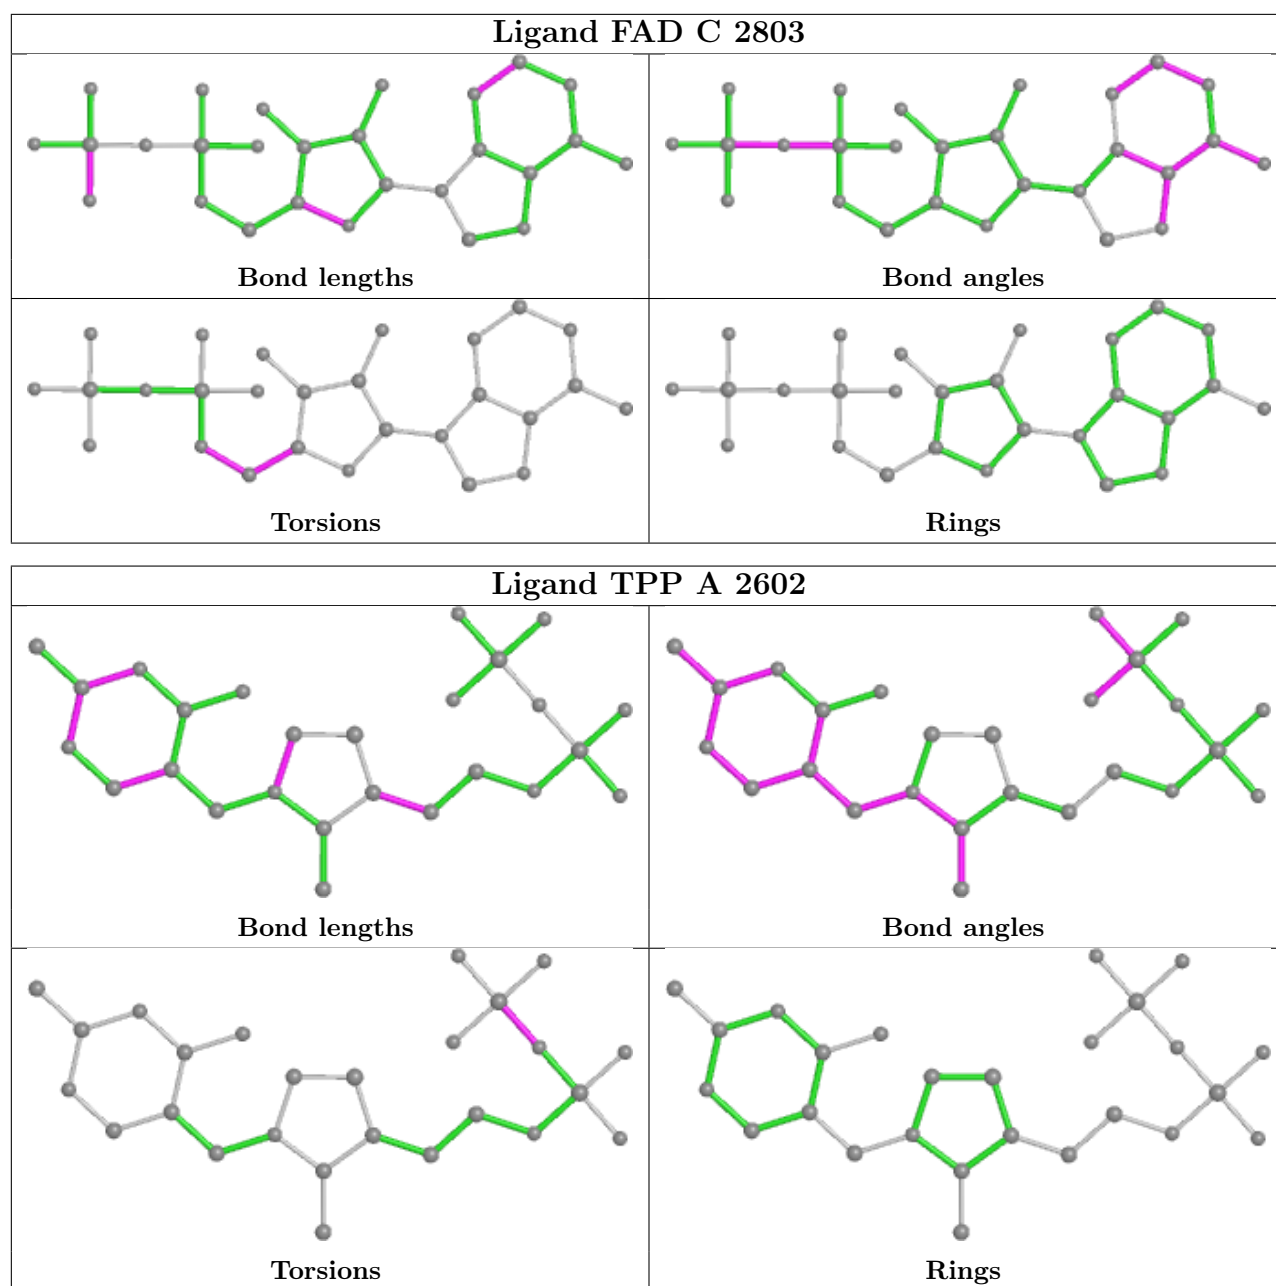 Ligand FAD C 2803
Bond lengths
Bond angles
Torsions
Rings
Ligand TPP A 2602
Bond lengths
Bond angles
Torsions
Rings